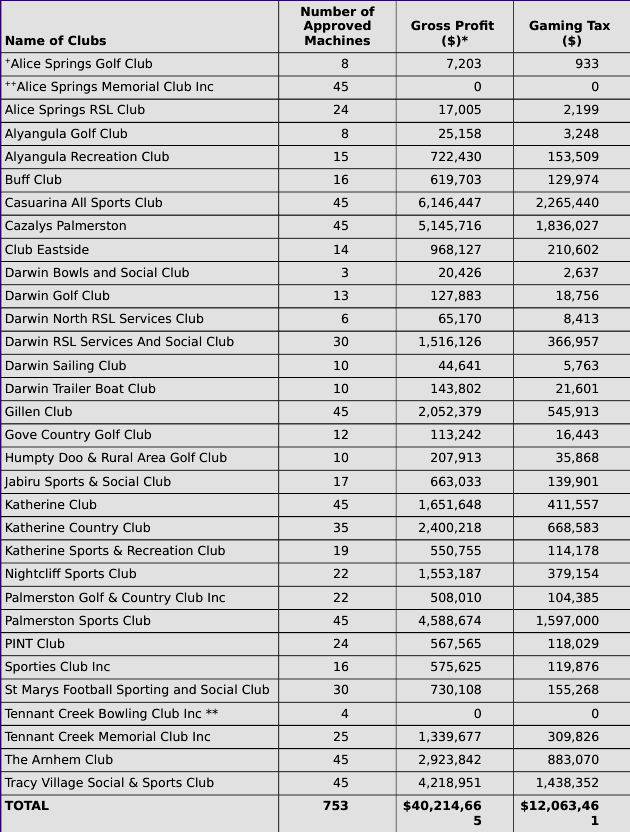 Name of Clubs Number of Approved Machines Gross Profit ($)* Gaming Tax ($)
+Alice Springs Golf Club 8 7,203 933
++Alice Springs Memorial Club Inc 45 0 0
Alice Springs RSL Club 24 17,005 2,199
Alyangula Golf Club 8 25,158 3,248
Alyangula Recreation Club 15 722,430 153,509
Buff Club 16 619,703 129,974
Casuarina All Sports Club 45 6,146,447 2,265,440
Cazalys Palmerston 45 5,145,716 1,836,027
Club Eastside 14 968,127 210,602
Darwin Bowls and Social Club 3 20,426 2,637
Darwin Golf Club 13 127,883 18,756
Darwin North RSL Services Club 6 65,170 8,413
Darwin RSL Services And Social Club 30 1,516,126 366,957
Darwin Sailing Club 10 44,641 5,763
Darwin Trailer Boat Club 10 143,802 21,601
Gillen Club 45 2,052,379 545,913
Gove Country Golf Club 12 113,242 16,443
Humpty Doo & Rural Area Golf Club 10 207,913 35,868
Jabiru Sports & Social Club 17 663,033 139,901
Katherine Club 45 1,651,648 411,557
Katherine Country Club 35 2,400,218 668,583
Katherine Sports & Recreation Club 19 550,755 114,178
Nightcliff Sports Club 22 1,553,187 379,154
Palmerston Golf & Country Club Inc 22 508,010 104,385
Palmerston Sports Club 45 4,588,674 1,597,000
PINT Club 24 567,565 118,029
Sporties Club Inc 16 575,625 119,876
St Marys Football Sporting and Social Club 30 730,108 155,268
Tennant Creek Bowling Club Inc ** 4 0 0
Tennant Creek Memorial Club Inc 25 1,339,677 309,826
The Arnhem Club 45 2,923,842 883,070
Tracy Village Social & Sports Club 45 4,218,951 1,438,352
TOTAL 753 $40,214,66 $12,063,46
5 1